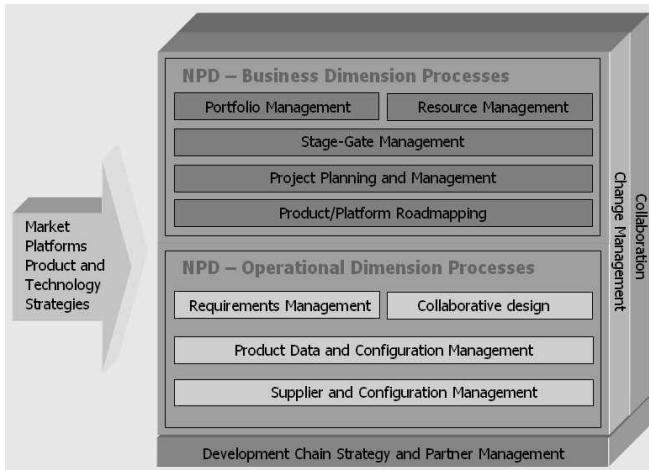 NPD – Business Dimension Processes
Portfolio Management
Resource Management
Stage-Gate Management
Project Planning and Management
Product/Platform Roadmapping
Market
Platforms
Product and
Technology
Strategies
NPD – Operational Dimension Processes
Requirements Management
Collaborative design
Product Data and Configuration Management
Supplier and Configuration Management
Change Management
Collaboration
Development Chain Strategy and Partner Management